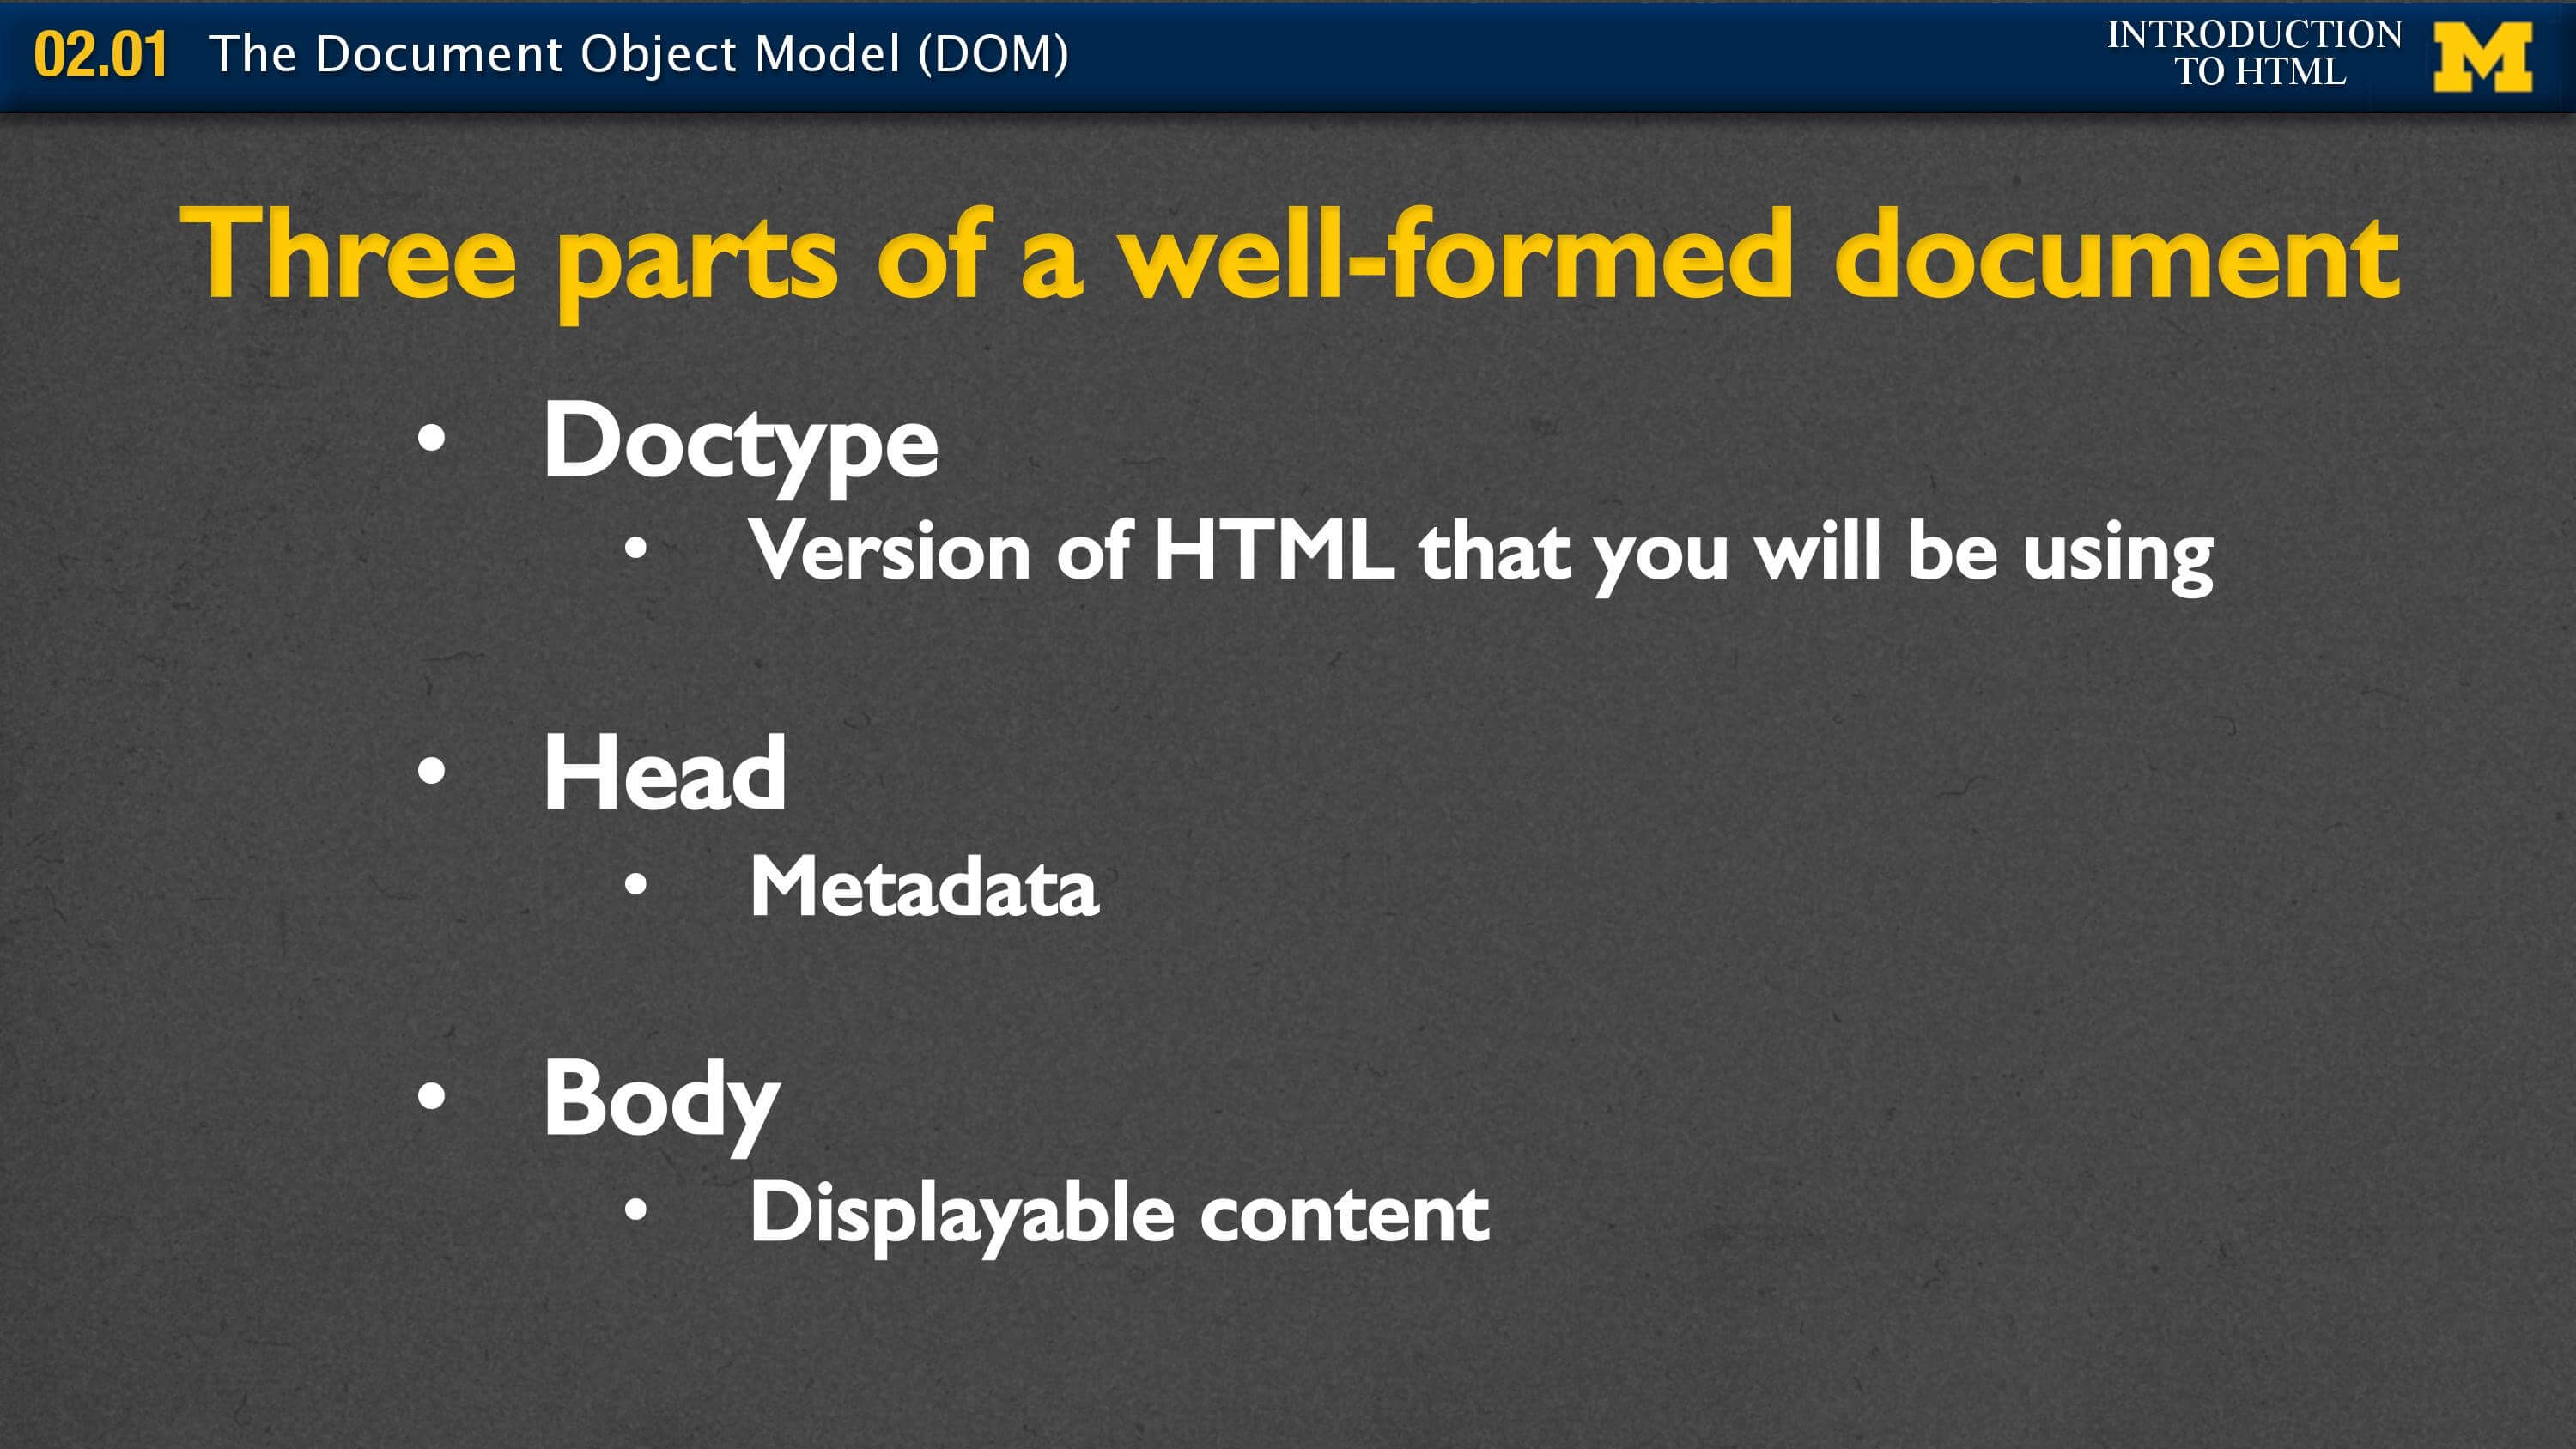 02.01 The Document Object Model (DOM)
INTRODUCTION
TO HTML
M
Three parts of a well-formed document
• Doctype
• Version of HTML that you will be using
• Head
• Metadata
• Body
• Displayable content